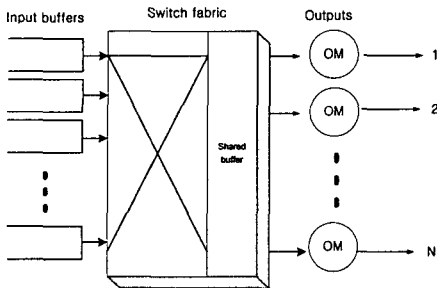 Input buffers
Switch fabric
Outputs
OM
1
OM
2
Shared
buffer
OM
N